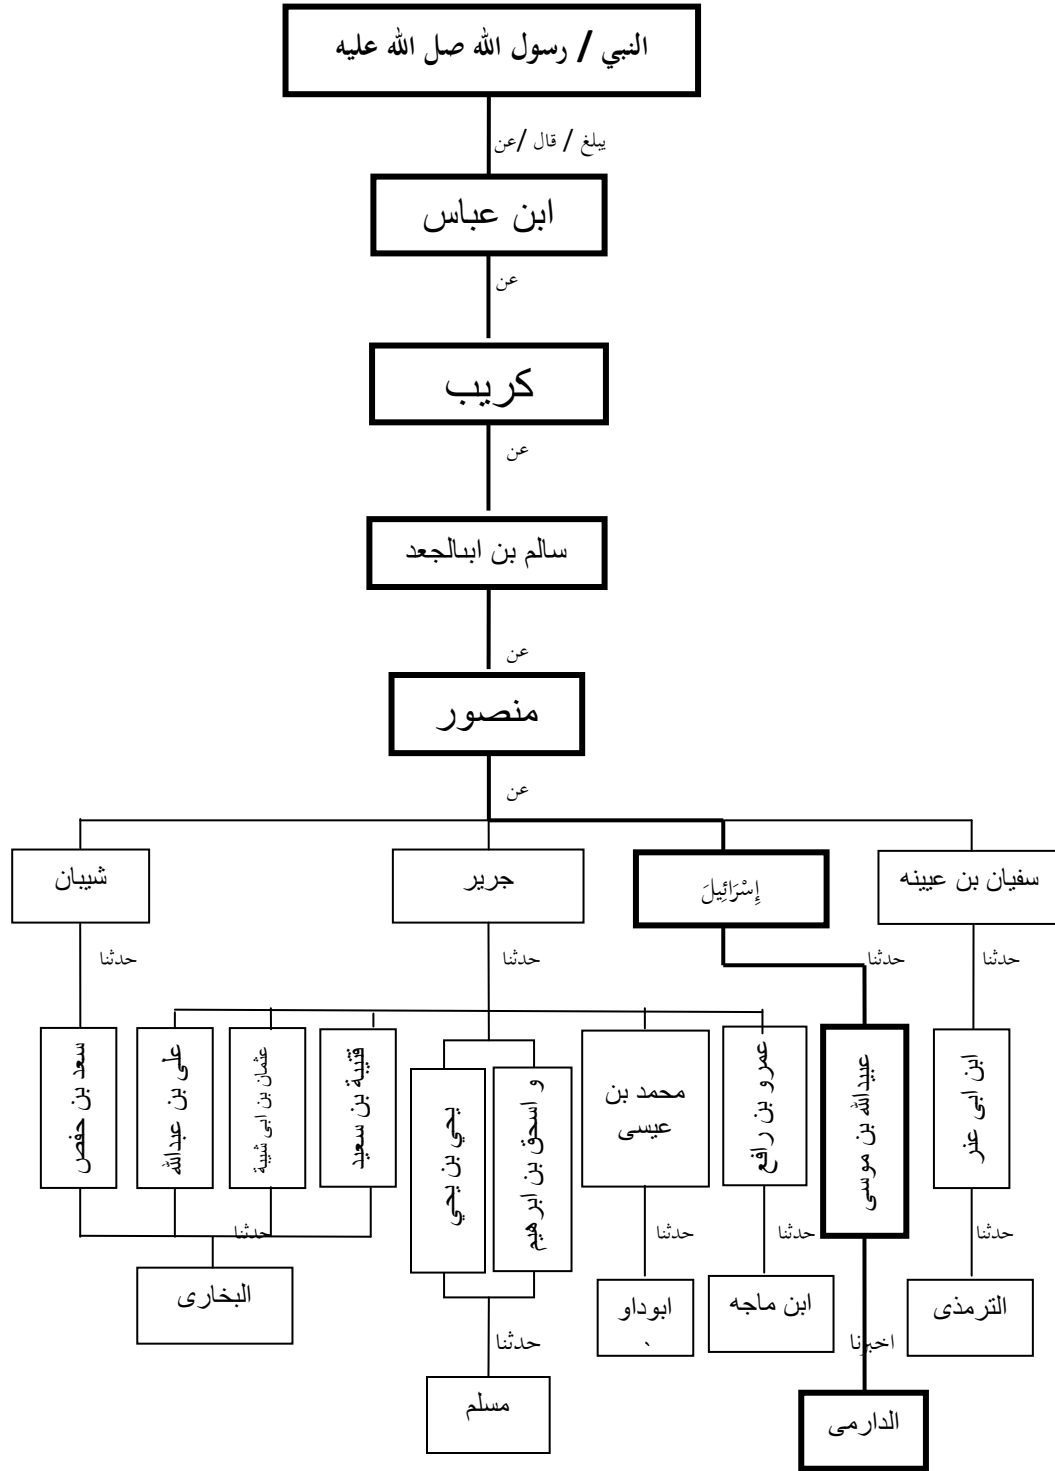 النبي / رسول الله صل الله عليه
يبلغ / قال /عن
ابن عباس
عن
كريب
عن
سالم بن ابىالجعد
عن
منصور
عن
سفيان بن عيينه
إِسْرَائِيلَ
جرير
شيبان
حدثنا
حدثنا
حدثنا
حدثنا
ابن ابى عنر
عبيدالله بن موسى
عمرو بن رافع
محمد بن
عيسى
و اسحق بن ابرهيم
يحي بن يحي
قتيبة بن سعيد
عثمان بن ابى شيبة
على بن عبدالله
سعد بن حفص
حدثنا
حدثنا
حدثنا
حدثنا
الترمذى
ابن ماجه
ابوداو
البخارى
اخبرنا
حدثنا
مسلم
الدارمى